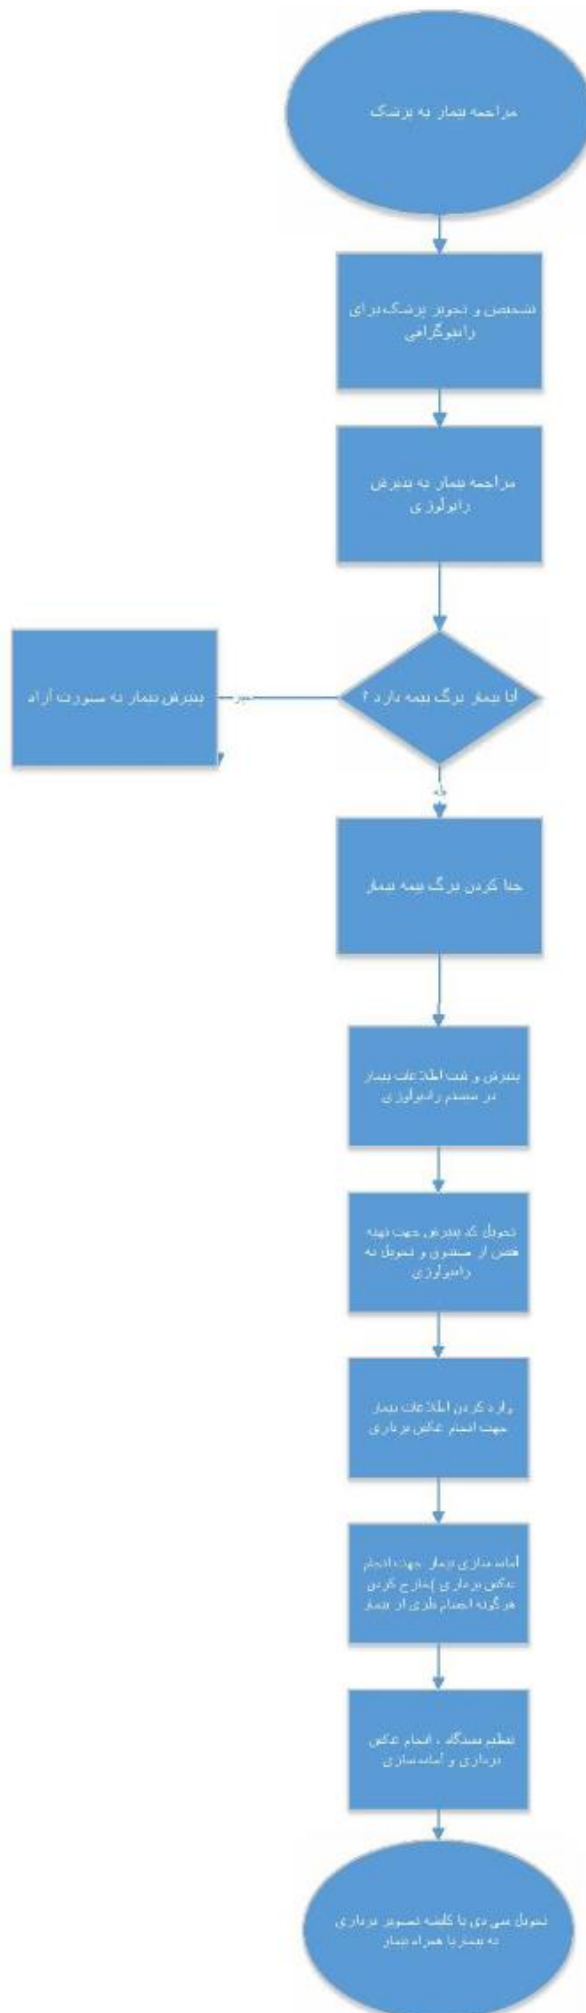 مراجعه بیمار به پزشک
تشخیص و تجویز پزشک برای
رادیوگرافی
مراجعه بیمار به پذیرش
رادیولوژی
آیا بیمار برگ بیمه دارد ؟
خیر
پذیرش بیمار به صورت آزاد
بله
جدا کردن برگ بیمه بیمار
پذیرش و ثبت اطلاعات بیمار
در سیستم رادیولوژی
تحویل کد پذیرش جهت تهیه
قبض از صندوق و تحویل به
رادیولوژی
وارد کردن اطلاعات بیمار
جهت انجام عکس برداری
آماده سازی بیمار جهت انجام
عکس برداری (خارج کردن
هرگونه اجسام فلزی از بیمار
تنظیم دستگاه ، انجام عکس
برداری و آماده سازی
تحویل سی دی یا کلیشه تصویر برداری
به بیمار یا همراه بیمار